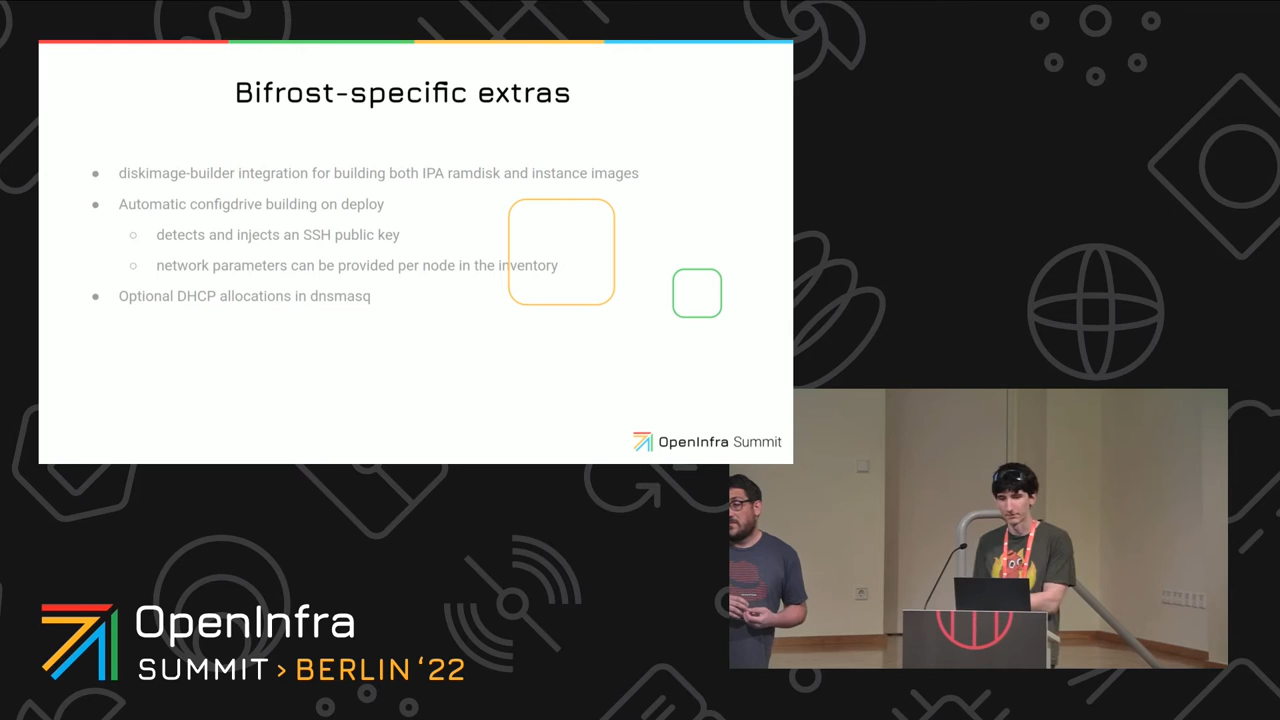 Bifrost-specific extras
● diskimage-builder integration for building both IPA ramdisk and instance images
● Automatic configdrive building on deploy
○ detects and injects an SSH public key
○ network parameters can be provided per node in the inventory
● Optional DHCP allocations in dnsmasq
OpenInfra Summit
OpenInfra
SUMMIT > BERLIN ‘22